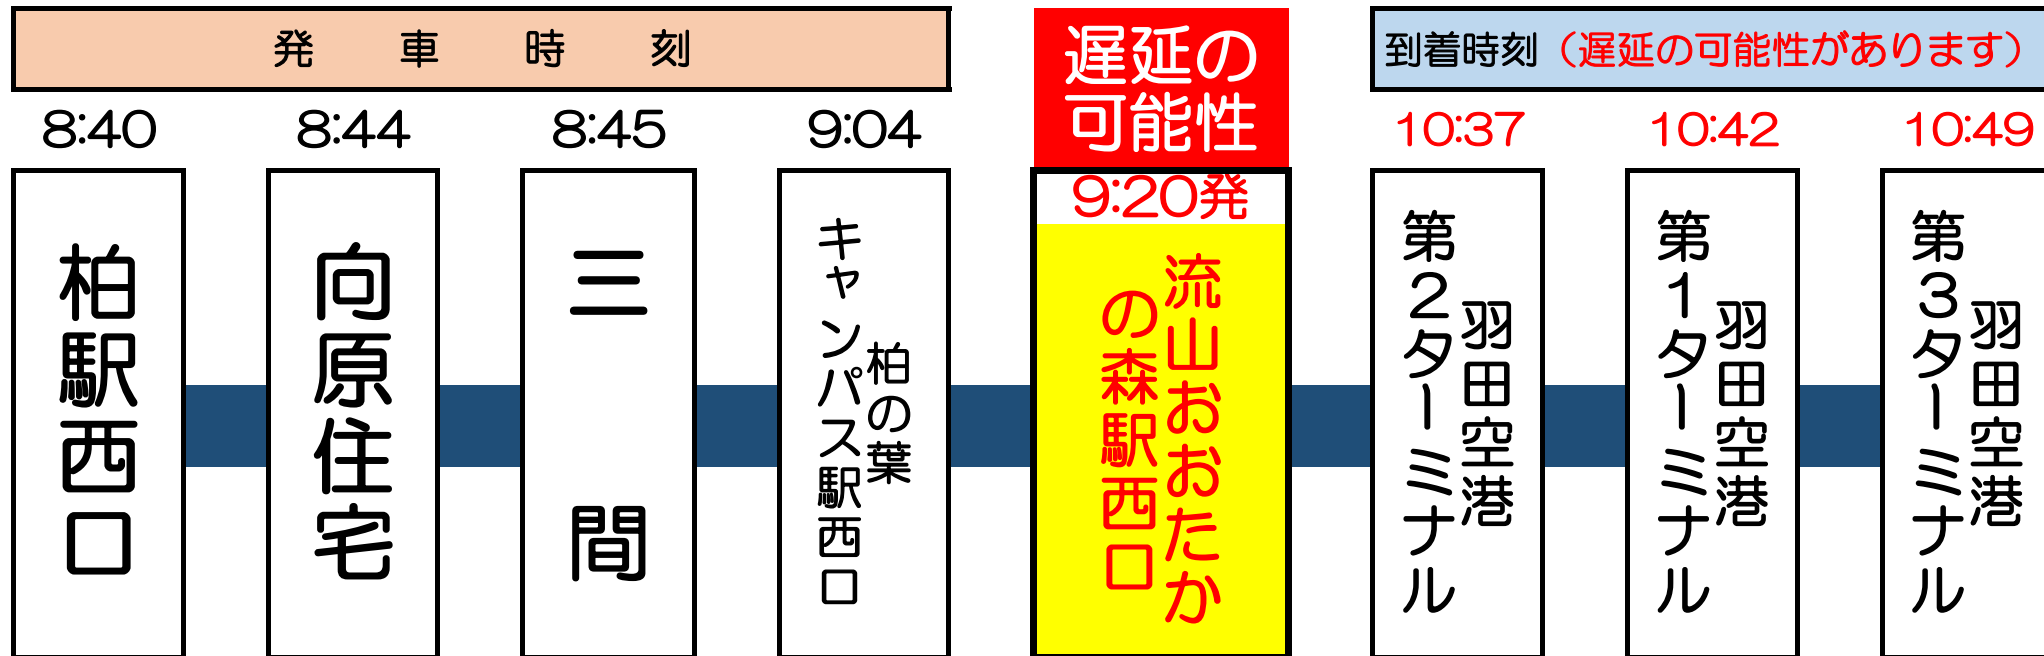 発車時刻
遅延の
可能性
到着時刻（遅延の可能性があります）
8:40
8:44
8:45
9:04
9:20発
10:37
10:42
10:49
柏駅西口
向原住宅
三間
柏の葉
キャンパス駅西口
流山おおたか
の森駅西口
羽田空港
第2ターミナル
羽田空港
第1ターミナル
羽田空港
第3ターミナル